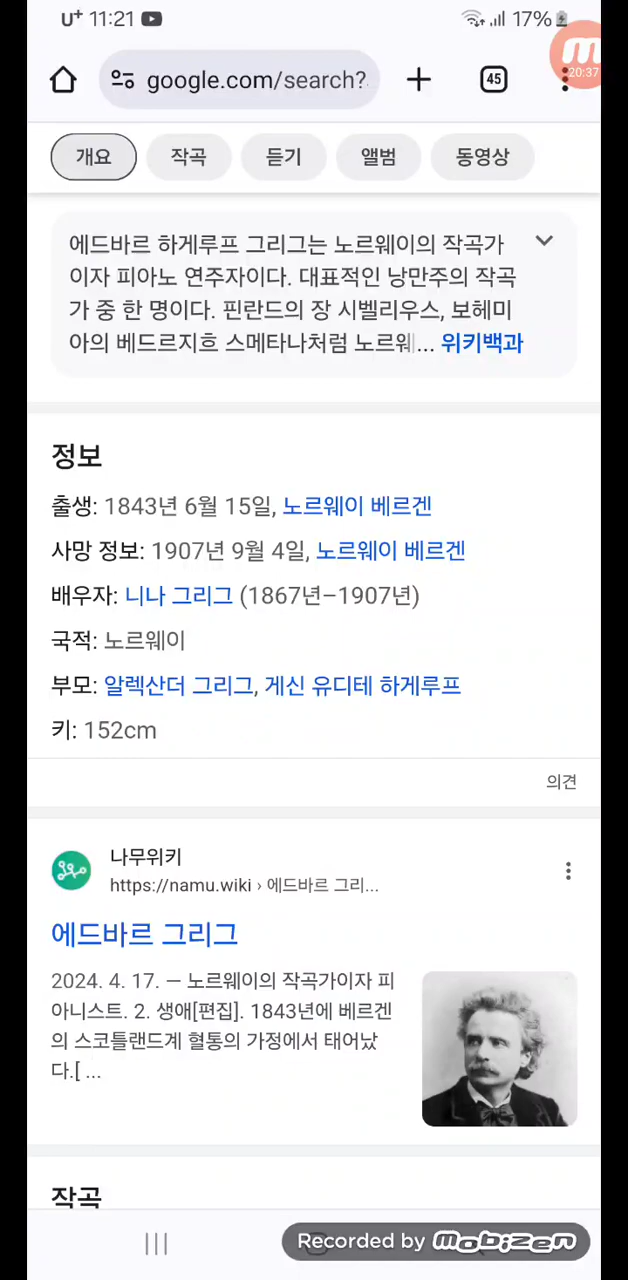 U+ 11:21 17%
google.com/search? 45
20:37
개요 작곡 듣기 앨범 동영상
에드바르 하게루프 그리그는 노르웨이의 작곡가
이자 피아노 연주자이다. 대표적인 낭만주의 작곡
가 중 한 명이다. 핀란드의 장 시벨리우스, 보헤미
아의 베드르지흐 스메타나처럼 노르웨... 위키백과
정보
출생: 1843년 6월 15일, 노르웨이 베르겐
사망 정보: 1907년 9월 4일, 노르웨이 베르겐
배우자: 니나 그리그 (1867년–1907년)
국적: 노르웨이
부모: 알렉산더 그리그, 게신 유디테 하게루프
키: 152cm
의견
나무위키
https://namu.wiki › 에드바르 그리...
에드바르 그리그
2024. 4. 17. — 노르웨이의 작곡가이자 피
아니스트. 2. 생애[편집]. 1843년에 베르겐
의 스코틀랜드계 혈통의 가정에서 태어났
다.[ ...
작곡
Recorded by mobizen